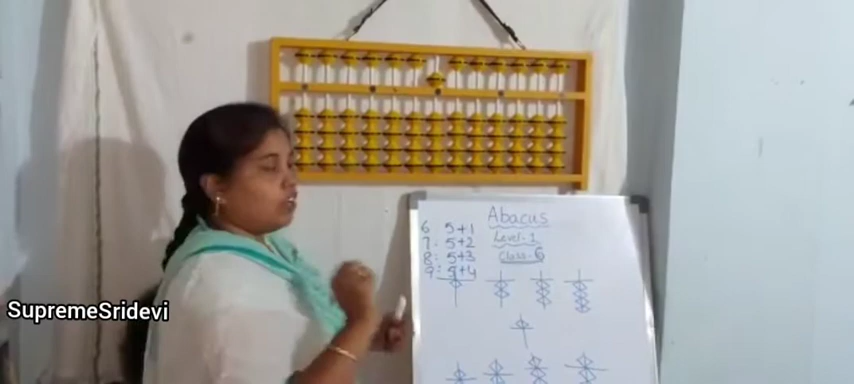 Abacus
Level-1
Class-6
6: 5+1
7: 5+2
8: 5+3
9: 5+4
SupremeSridevi